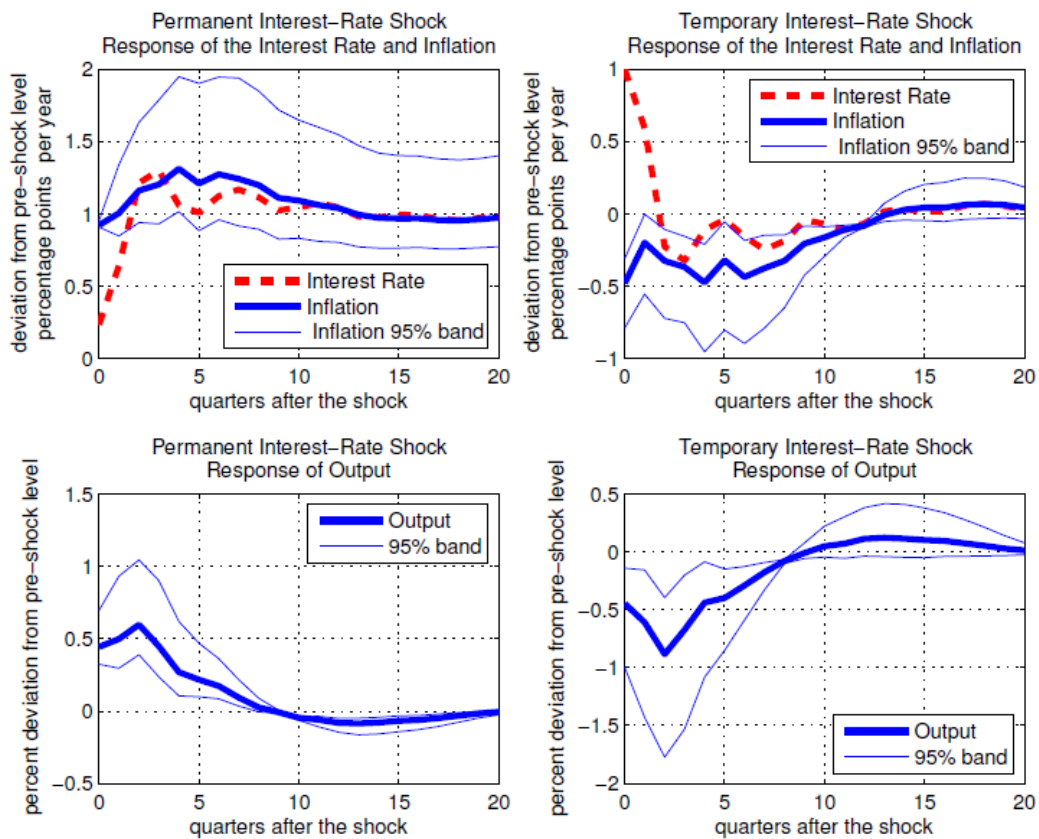 Permanent Interest−Rate Shock
Response of the Interest Rate and Inflation
deviation from pre−shock level
percentage points per year
2
1.5
1
0.5
0
Interest Rate
Inflation
Inflation 95% band
0
5
10
15
20
quarters after the shock
Temporary Interest−Rate Shock
Response of the Interest Rate and Inflation
deviation from pre−shock level
percentage points per year
1
0.5
0
−0.5
−1
Interest Rate
Inflation
Inflation 95% band
0
5
10
15
20
quarters after the shock
Permanent Interest−Rate Shock
Response of Output
percent deviation from pre−shock level
1.5
1
0.5
0
−0.5
Output
95% band
0
5
10
15
20
quarters after the shock
Temporary Interest−Rate Shock
Response of Output
percent deviation from pre−shock level
0.5
0
−0.5
−1
−1.5
−2
Output
95% band
0
5
10
15
20
quarters after the shock